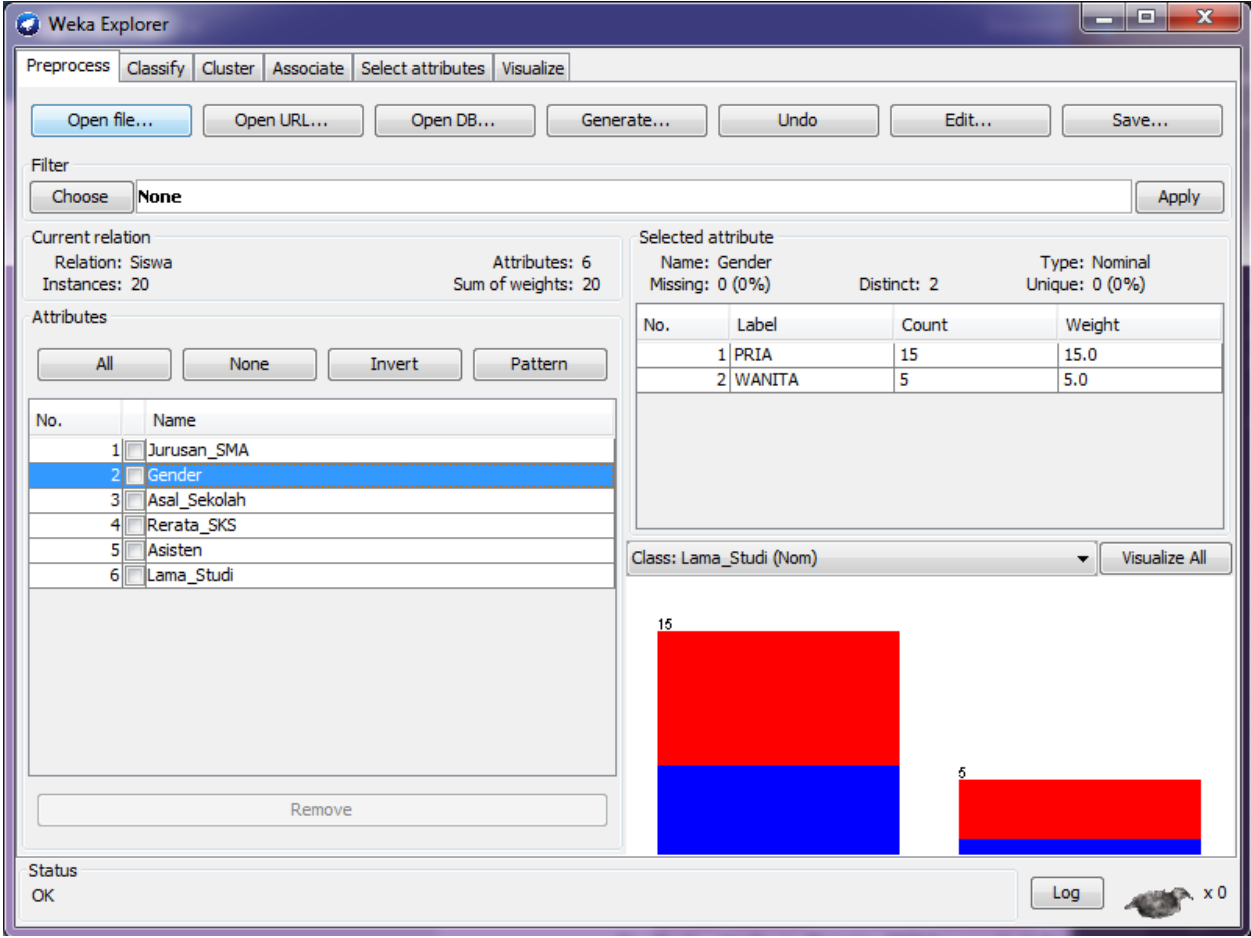 Weka Explorer
Preprocess Classify Cluster Associate Select attributes Visualize
Open file... Open URL... Open DB... Generate... Undo Edit... Save...
Filter
Choose None Apply
Current relation
Relation: Siswa Attributes: 6
Instances: 20 Sum of weights: 20
Attributes
All None Invert Pattern
No. Name
1 Jurusan_SMA
2 Gender
3 Asal_Sekolah
4 Rerata_SKS
5 Asisten
6 Lama_Studi
Remove
Selected attribute
Name: Gender Type: Nominal
Missing: 0 (0%) Distinct: 2 Unique: 0 (0%)
No. Label Count Weight
1 PRIA 15 15.0
2 WANITA 5 5.0
Class: Lama_Studi (Nom) Visualize All
15
5
Status
OK
Log x 0